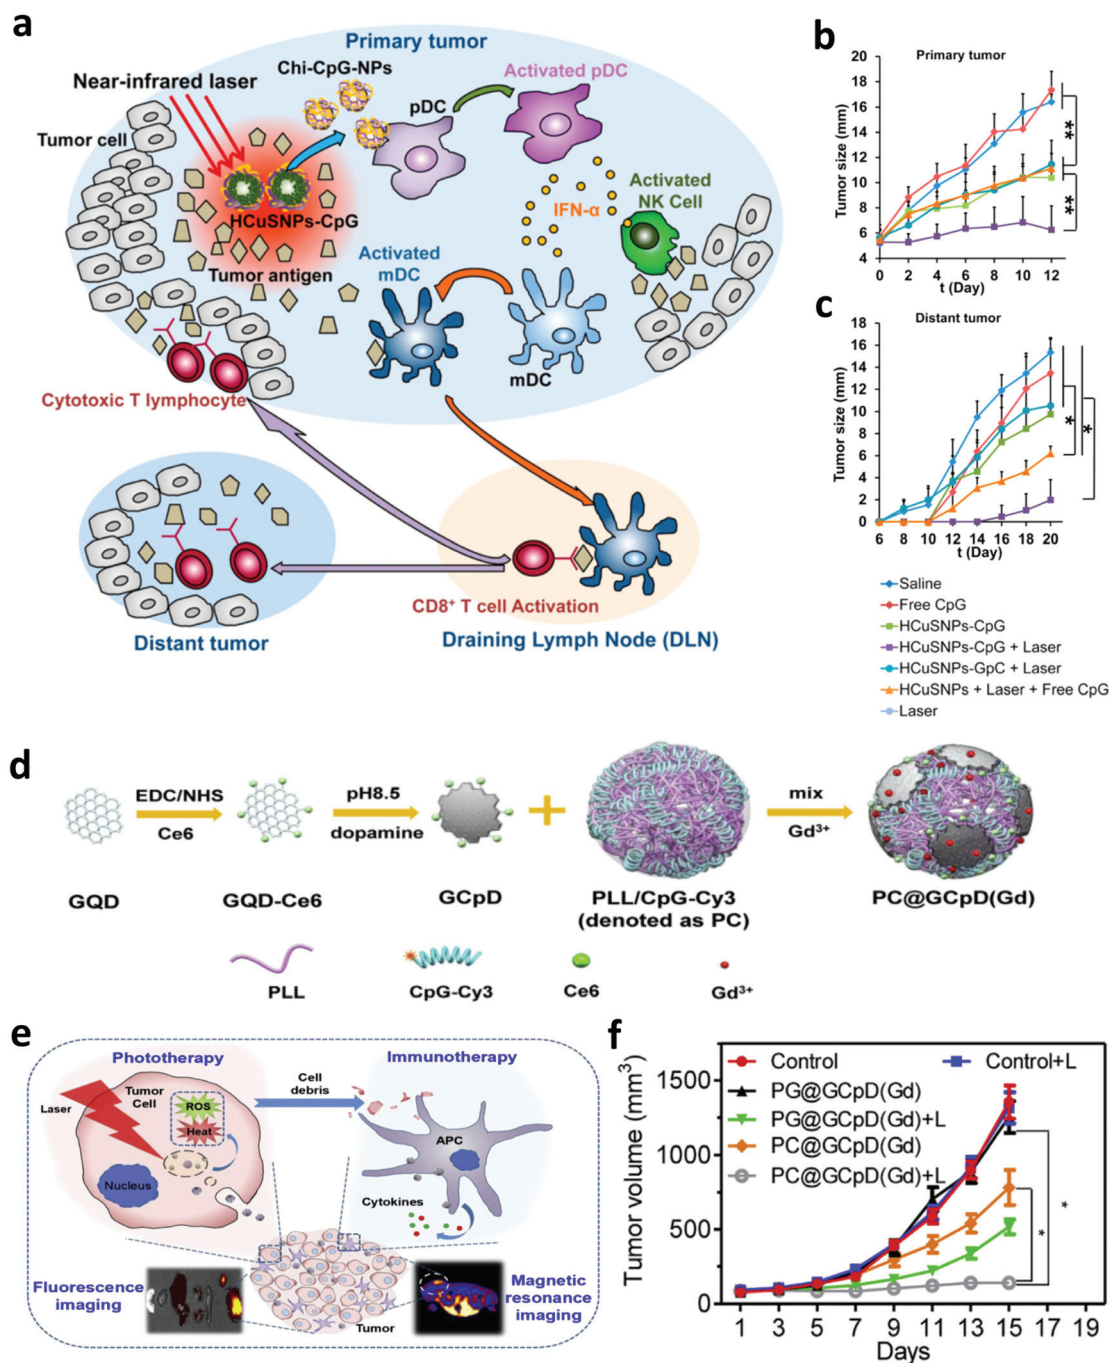 a
Primary tumor
Near-infrared laser
Chi-CpG-NPs
Activated pDC
pDC
Tumor cell
HCuSNPs-CpG
IFN-α
Activated
NK Cell
Tumor antigen
Activated
mDC
mDC
Cytotoxic T lymphocyte
CD8⁺ T cell Activation
Distant tumor
Draining Lymph Node (DLN)
b
Primary tumor
Tumor size (mm)
20
18
16
14
12
10
8
6
4
0 2 4 6 8 10 12
t (Day)
**
***
c
Distant tumor
Tumor size (mm)
18
16
14
12
10
8
6
4
2
0
6 8 10 12 14 16 18 20
t (Day)
*
*
Saline
Free CpG
HCuSNPs-CpG
HCuSNPs-CpG + Laser
HCuSNPs-GpC + Laser
HCuSNPs + Laser + Free CpG
Laser
d
EDC/NHS
Ce6
pH8.5
dopamine
mix
Gd³⁺
GQD
GQD-Ce6
GCpD
PLL/CpG-Cy3
(denoted as PC)
PC@GCpD(Gd)
PLL
CpG-Cy3
Ce6
Gd³⁺
e
Phototherapy
Immunotherapy
Laser
Tumor
Cell
ROS
Heat
Nucleus
Cell
debris
APC
Cytokines
Fluorescence
imaging
Magnetic
resonance
imaging
Tumor
f
Tumor volume (mm³)
1500
1000
500
0
Control
Control+L
PG@GCpD(Gd)
PG@GCpD(Gd)+L
PC@GCpD(Gd)
PC@GCpD(Gd)+L
*
*
1 3 5 7 9 11 13 15 17 19
Days